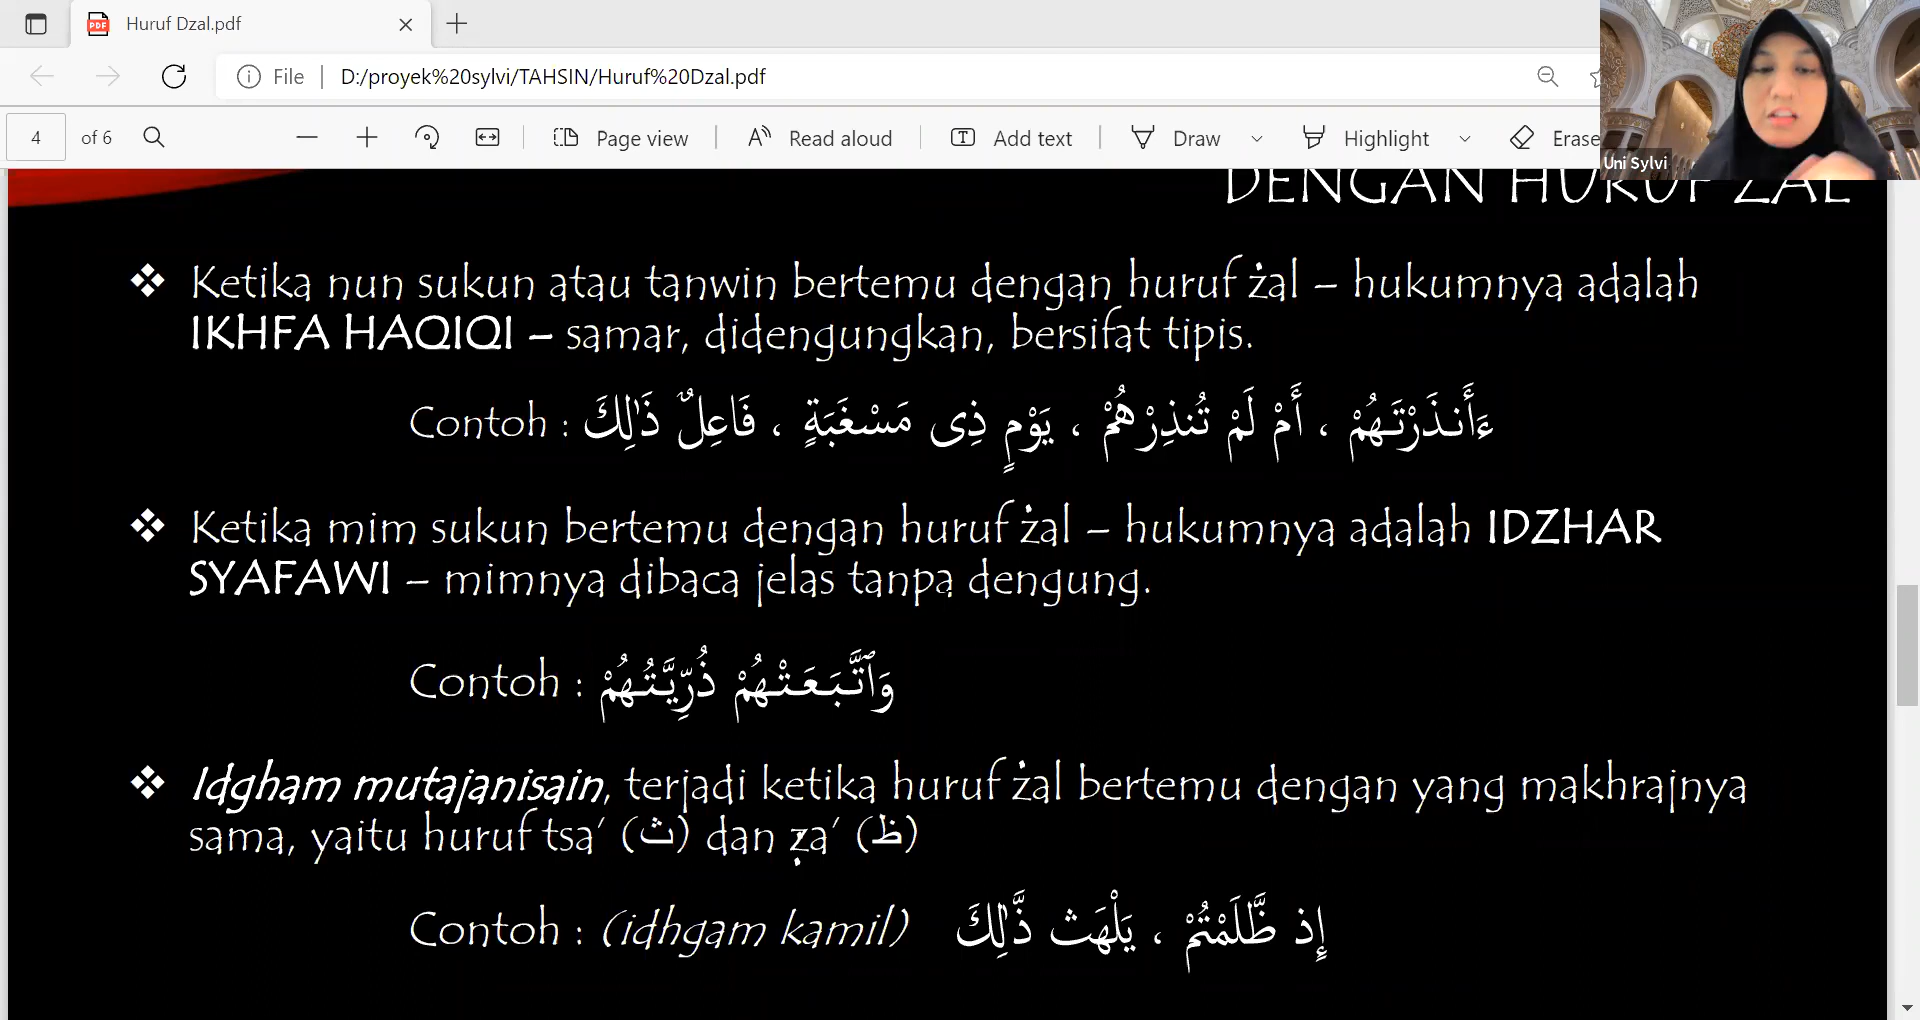 Huruf Dzal.pdf
File | D:/proyek%20sylvi/TAHSIN/Huruf%20Dzal.pdf
4 of 6 Page view Read aloud Add text Draw Highlight Erase
Uni Sylvi
DENGAN HURUF ŻAL
❖ Ketika nun sukun atau tanwin bertemu dengan huruf żal – hukumnya adalah
IKHFA HAQIQI – samar, didengungkan, bersifat tipis.
Contoh : ءَأَنذَرْتَهُمْ ، أَمْ لَمْ تُنذِرْهُمْ ، يَوْمٍ ذِى مَسْغَبَةٍ ، فَاعِلٌ ذَٰلِكَ
❖ Ketika mim sukun bertemu dengan huruf żal – hukumnya adalah IDZHAR
SYAFAWI – mimnya dibaca jelas tanpa dengung.
Contoh : وَٱتَّبَعَتْهُمْ ذُرِّيَّتُهُمْ
❖ Idgham mutajanisain, terjadi ketika huruf żal bertemu dengan yang makhrajnya
sama, yaitu huruf tsa’ (ث) dan ẓa’ (ظ)
Contoh : (idhgam kamil) إِذ ظَّلَمْتُمْ ، يَلْهَث ذَّٰلِكَ